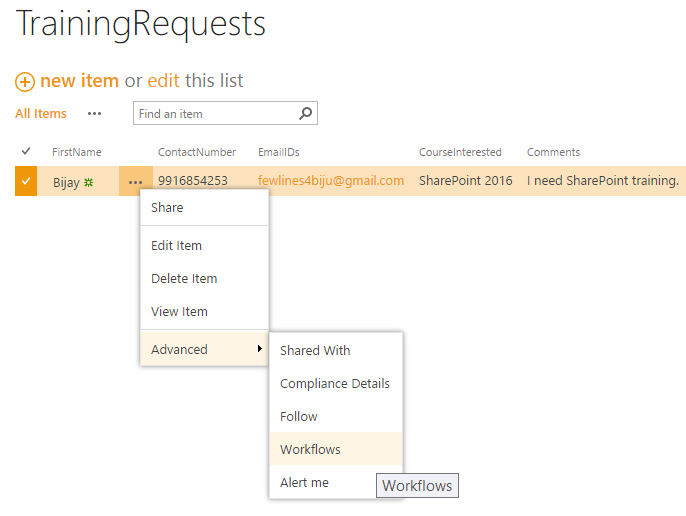 TrainingRequests
new item or edit this list
All Items ••• Find an item
FirstName ContactNumber EmailIDs CourseInterested Comments
Bijay ••• 9916854253 fewlines4biju@gmail.com SharePoint 2016 I need SharePoint training.
Share
Edit Item
Delete Item
View Item
Advanced
Shared With
Compliance Details
Follow
Workflows
Alert me
Workflows